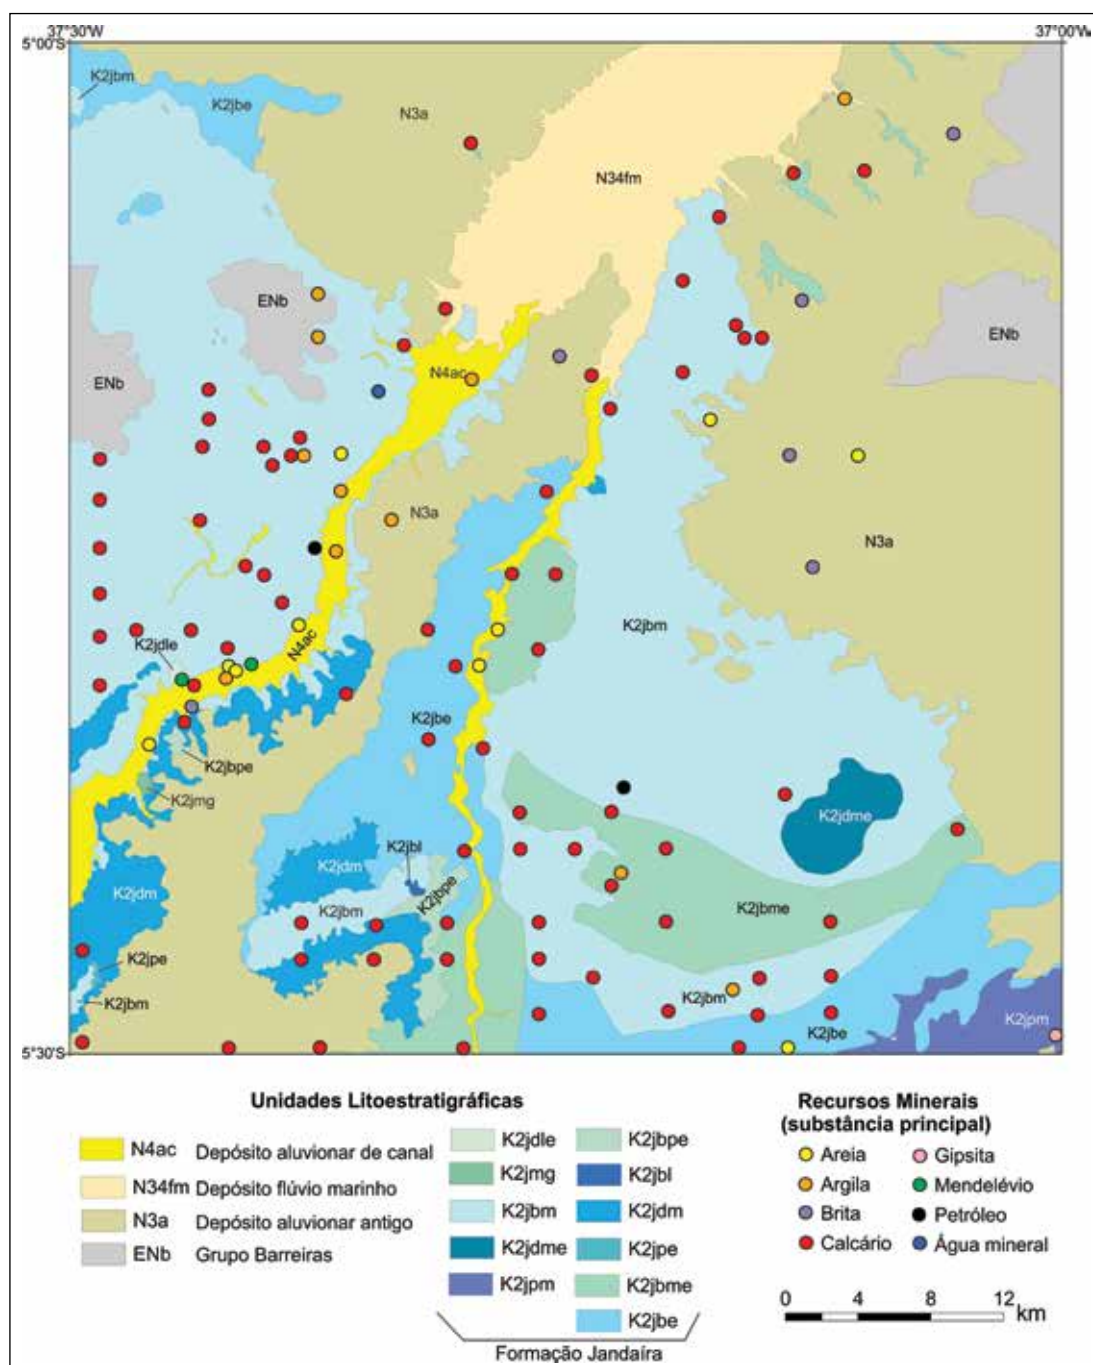 37°30'W
37°00'W
5°00'S
K2jbm
K2jbe
N3a
N34fm
ENb
ENb
ENb
N4ac
N3a
N3a
K2jbm
K2jdle
N4ac
K2jbe
K2jbpe
K2jmg
K2jdme
K2jdm
K2jbl
K2jdm
K2jbpe
K2jbm
K2jbme
K2jpe
K2jbm
K2jbm
K2jbe
K2jpm
5°30'S
Unidades Litoestratigráficas
N4ac Depósito aluvionar de canal
N34fm Depósito flúvio marinho
N3a Depósito aluvionar antigo
ENb Grupo Barreiras
K2jdle
K2jmg
K2jbm
K2jdme
K2jpm
K2jbpe
K2jbl
K2jdm
K2jpe
K2jbme
K2jbe
Formação Jandaíra
Recursos Minerais
(substância principal)
Areia
Argila
Brita
Calcário
Gipsita
Mendelévio
Petróleo
Água mineral
0 4 8 12
km